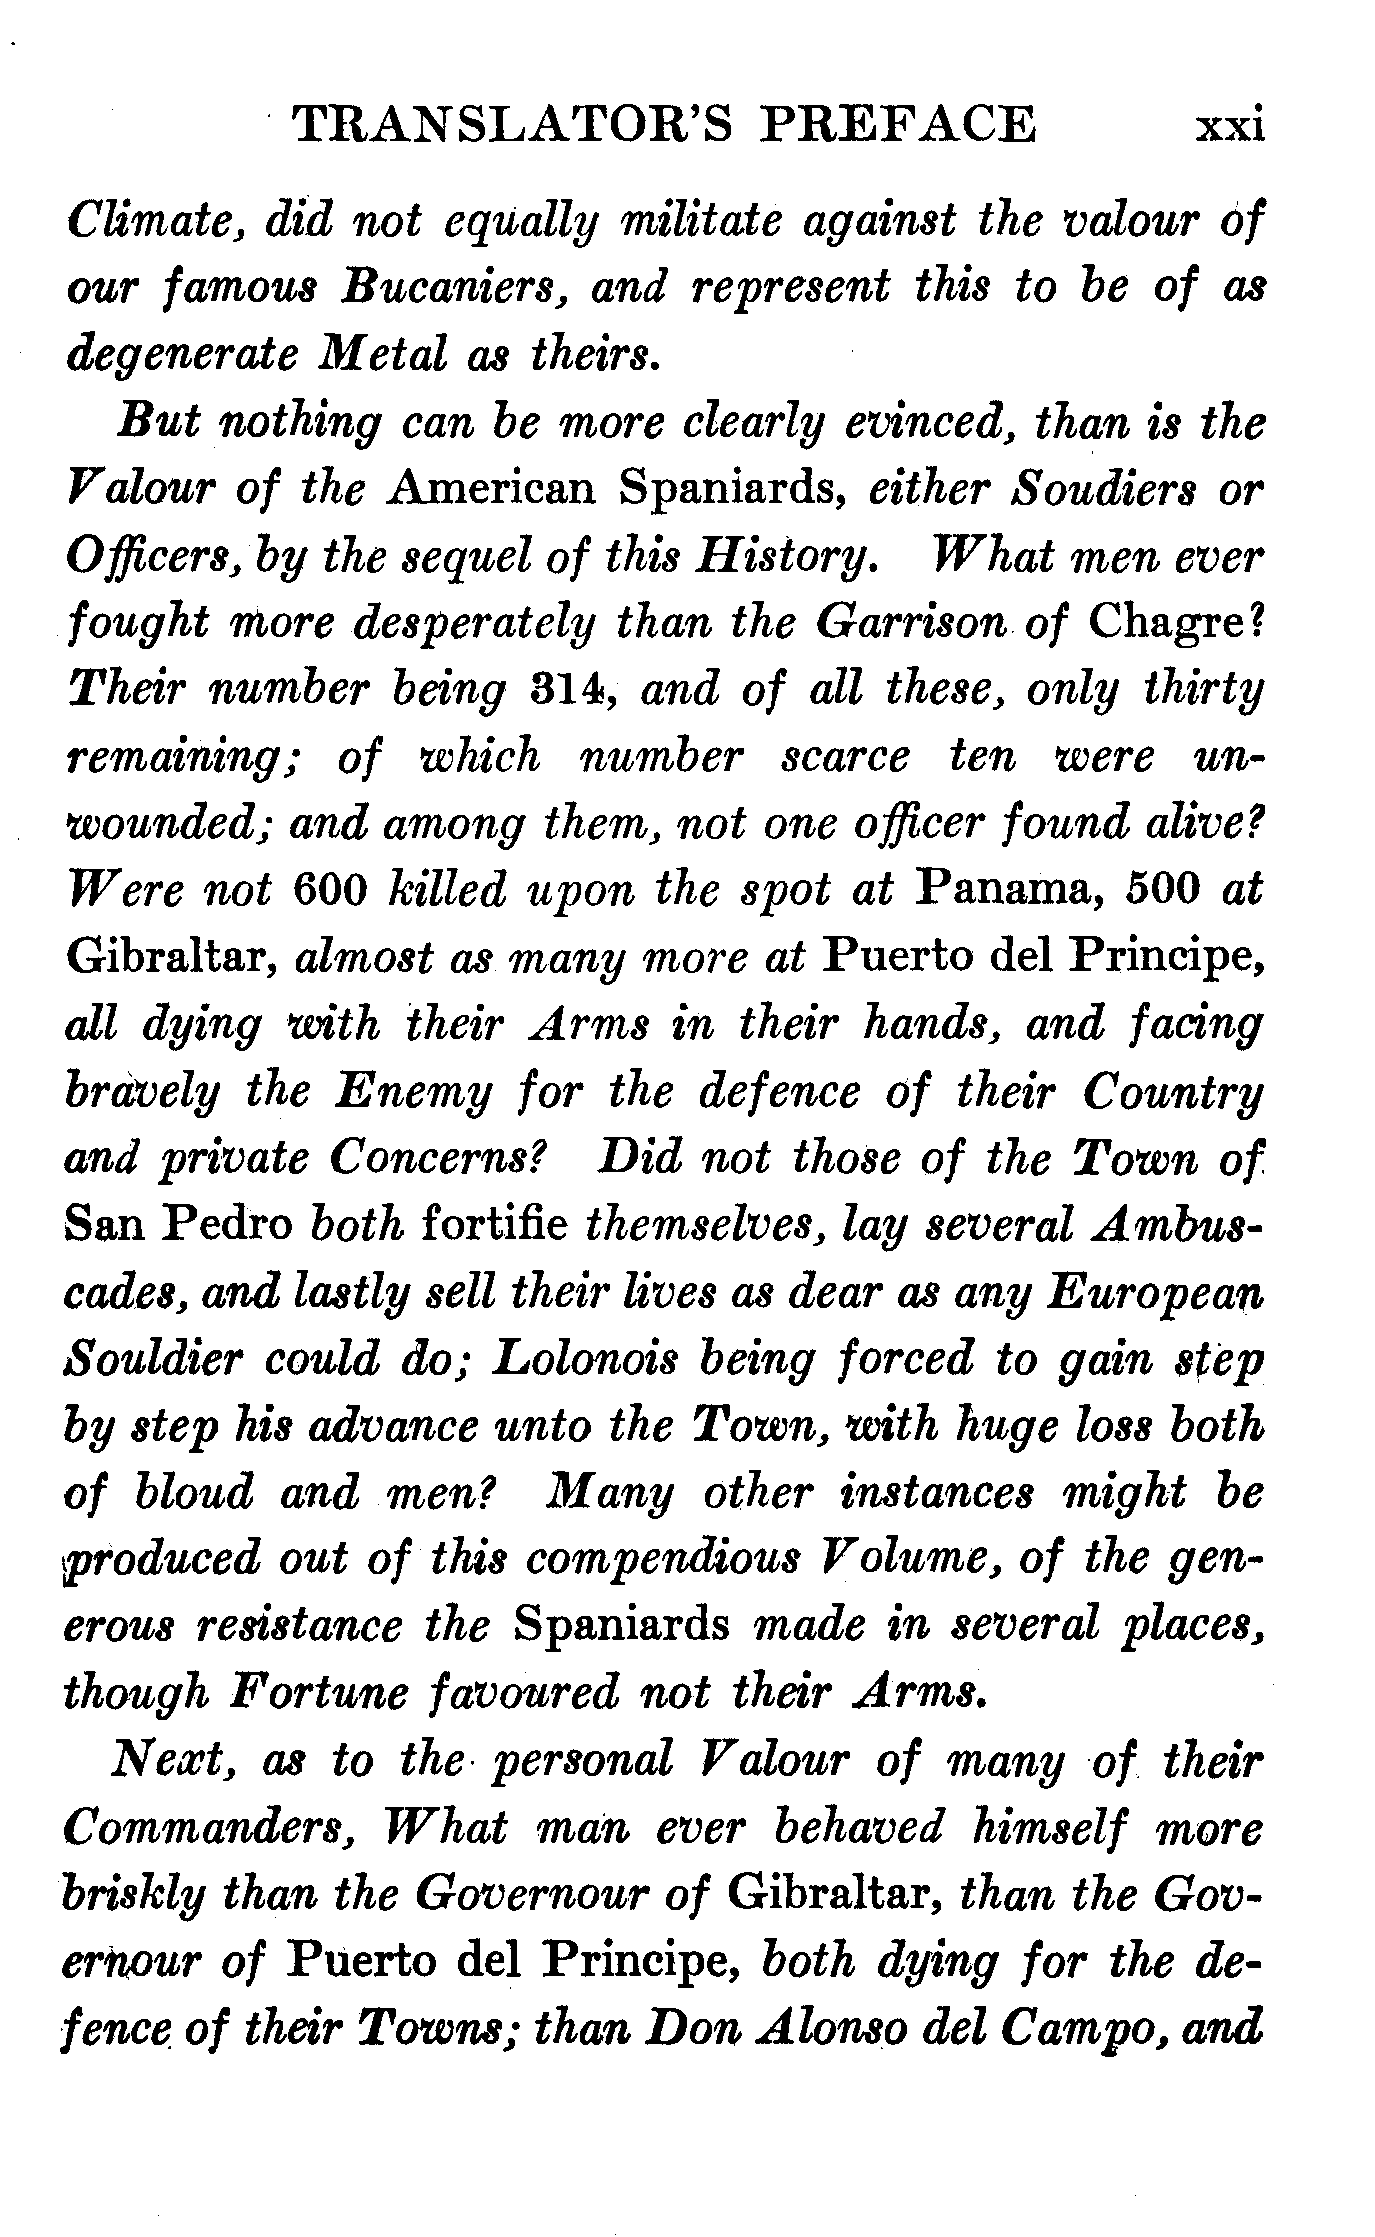 TRANSLATOR'S PREFACE xxi
Climate, did not equally militate against the valour of
our famous Bucaniers, and represent this to be of as
degenerate Metal as theirs.
But nothing can be more clearly evinced, than is the
Valour of the American Spaniards, either Soudiers or
Officers, by the sequel of this History. What men ever
fought more desperately than the Garrison of Chagre?
Their number being 314, and of all these, only thirty
remaining; of which number scarce ten were un-
wounded; and among them, not one officer found alive?
Were not 600 killed upon the spot at Panama, 500 at
Gibraltar, almost as many more at Puerto del Principe,
all dying with their Arms in their hands, and facing
bravely the Enemy for the defence of their Country
and private Concerns? Did not those of the Town of
San Pedro both fortifie themselves, lay several Ambus-
cades, and lastly sell their lives as dear as any European
Souldier could do; Lolonois being forced to gain step
by step his advance unto the Town, with huge loss both
of bloud and men? Many other instances might be
produced out of this compendious Volume, of the gen-
erous resistance the Spaniards made in several places,
though Fortune favoured not their Arms.
Next, as to the personal Valour of many of their
Commanders, What man ever behaved himself more
briskly than the Governour of Gibraltar, than the Gov-
ernour of Puerto del Principe, both dying for the de-
fence of their Towns; than Don Alonso del Campo, and